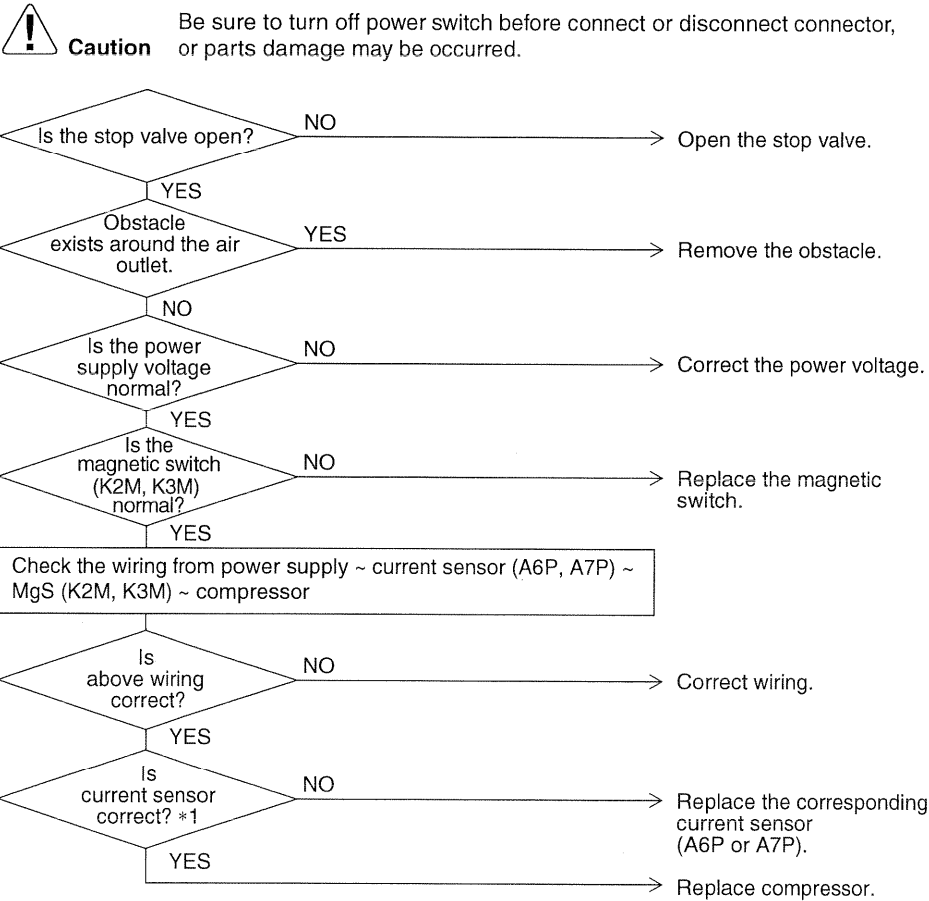 Be sure to turn off power switch before connect or disconnect connector,
Caution or parts damage may be occurred.
Is the stop valve open?
NO
Open the stop valve.
YES
Obstacle
exists around the air
outlet.
YES
Remove the obstacle.
NO
Is the power
supply voltage
normal?
NO
Correct the power voltage.
YES
Is the
magnetic switch
(K2M, K3M)
normal?
NO
Replace the magnetic
switch.
YES
Check the wiring from power supply ~ current sensor (A6P, A7P) ~
MgS (K2M, K3M) ~ compressor
Is
above wiring
correct?
NO
Correct wiring.
YES
Is
current sensor
correct? *1
NO
Replace the corresponding
current sensor
(A6P or A7P).
YES
Replace compressor.